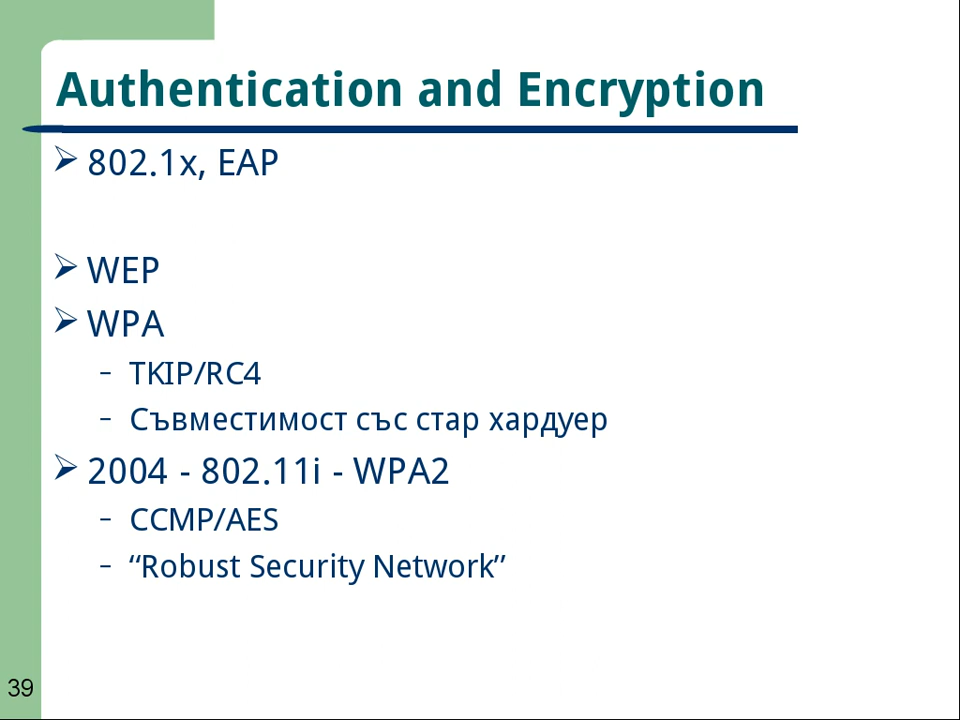 Authentication and Encryption
➢ 802.1x, EAP
➢ WEP
➢ WPA
– TKIP/RC4
– Съвместимост със стар хардуер
➢ 2004 - 802.11i - WPA2
– CCMP/AES
– “Robust Security Network”
39